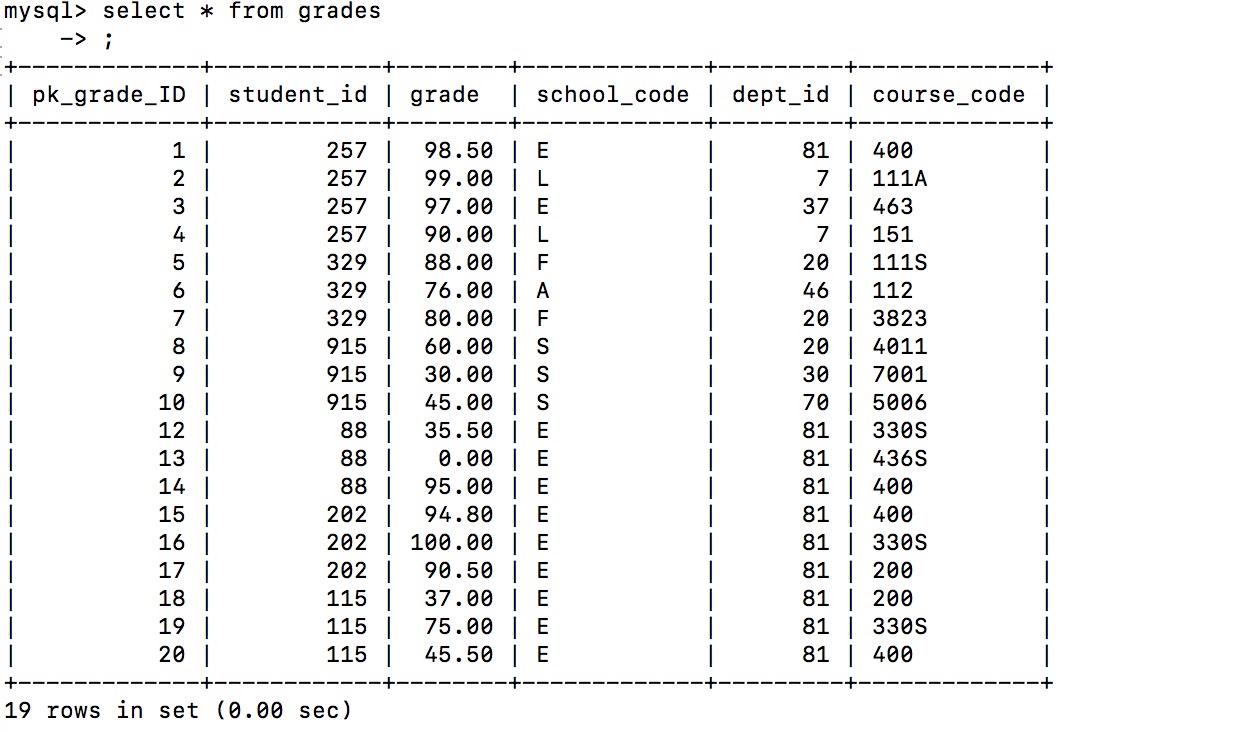 mysql> select * from grades
    -> ;
+-------------+------------+--------+-------------+---------+-------------+
| pk_grade_ID | student_id | grade  | school_code | dept_id | course_code |
+-------------+------------+--------+-------------+---------+-------------+
|           1 |        257 |  98.50 | E           |      81 | 400         |
|           2 |        257 |  99.00 | L           |       7 | 111A        |
|           3 |        257 |  97.00 | E           |      37 | 463         |
|           4 |        257 |  90.00 | L           |       7 | 151         |
|           5 |        329 |  88.00 | F           |      20 | 111S        |
|           6 |        329 |  76.00 | A           |      46 | 112         |
|           7 |        329 |  80.00 | F           |      20 | 3823        |
|           8 |        915 |  60.00 | S           |      20 | 4011        |
|           9 |        915 |  30.00 | S           |      30 | 7001        |
|          10 |        915 |  45.00 | S           |      70 | 5006        |
|          12 |         88 |  35.50 | E           |      81 | 330S        |
|          13 |         88 |   0.00 | E           |      81 | 436S        |
|          14 |         88 |  95.00 | E           |      81 | 400         |
|          15 |        202 |  94.80 | E           |      81 | 400         |
|          16 |        202 | 100.00 | E           |      81 | 330S        |
|          17 |        202 |  90.50 | E           |      81 | 200         |
|          18 |        115 |  37.00 | E           |      81 | 200         |
|          19 |        115 |  75.00 | E           |      81 | 330S        |
|          20 |        115 |  45.50 | E           |      81 | 400         |
+-------------+------------+--------+-------------+---------+-------------+
19 rows in set (0.00 sec)